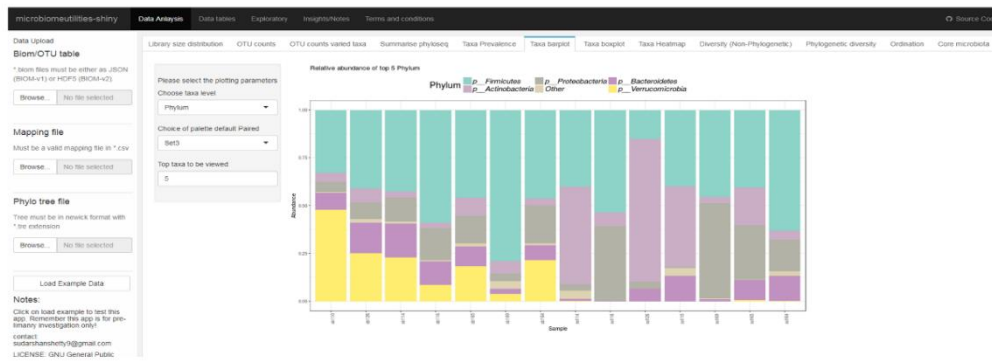 microbiomeutilities-shiny
Data Anlaysis
Data tables
Exploratory
Insights/Notes
Terms and conditions
Source Co
Data Upload
Biom/OTU table
*.biom files must be either as JSON
(BIOM-v1) or HDF5 (BIOM-v2).
Browse... No file selected
Mapping file
Must be a valid mapping file in *.csv
Browse... No file selected
Phylo tree file
Tree must be in newick format with
*.tre extension
Browse... No file selected
Load Example Data
Notes:
Click on load example to test this
app. Remember this app is for pre-
limanry investigation only!
contact:
sudarshanshetty9@gmail.com
LICENSE: GNU General Public
Library size distribution
OTU counts
OTU counts varied taxa
Summarise phyloseq
Taxa Prevalence
Taxa barplot
Taxa boxplot
Taxa Heatmap
Diversity (Non-Phylogenetic)
Phylogenetic diversity
Ordination
Core microbiota
Please select the plotting parameters
Choose taxa level
Phylum
Choice of palette default Paired
Set3
Top taxa to be viewed
5
Relative abundance of top 5 Phylum
Phylum
p__Firmicutes
p__Proteobacteria
p__Bacteroidetes
p__Actinobacteria
Other
p__Verrucomicrobia
1.00
0.75
0.50
0.25
0.00
Abundance
Sample